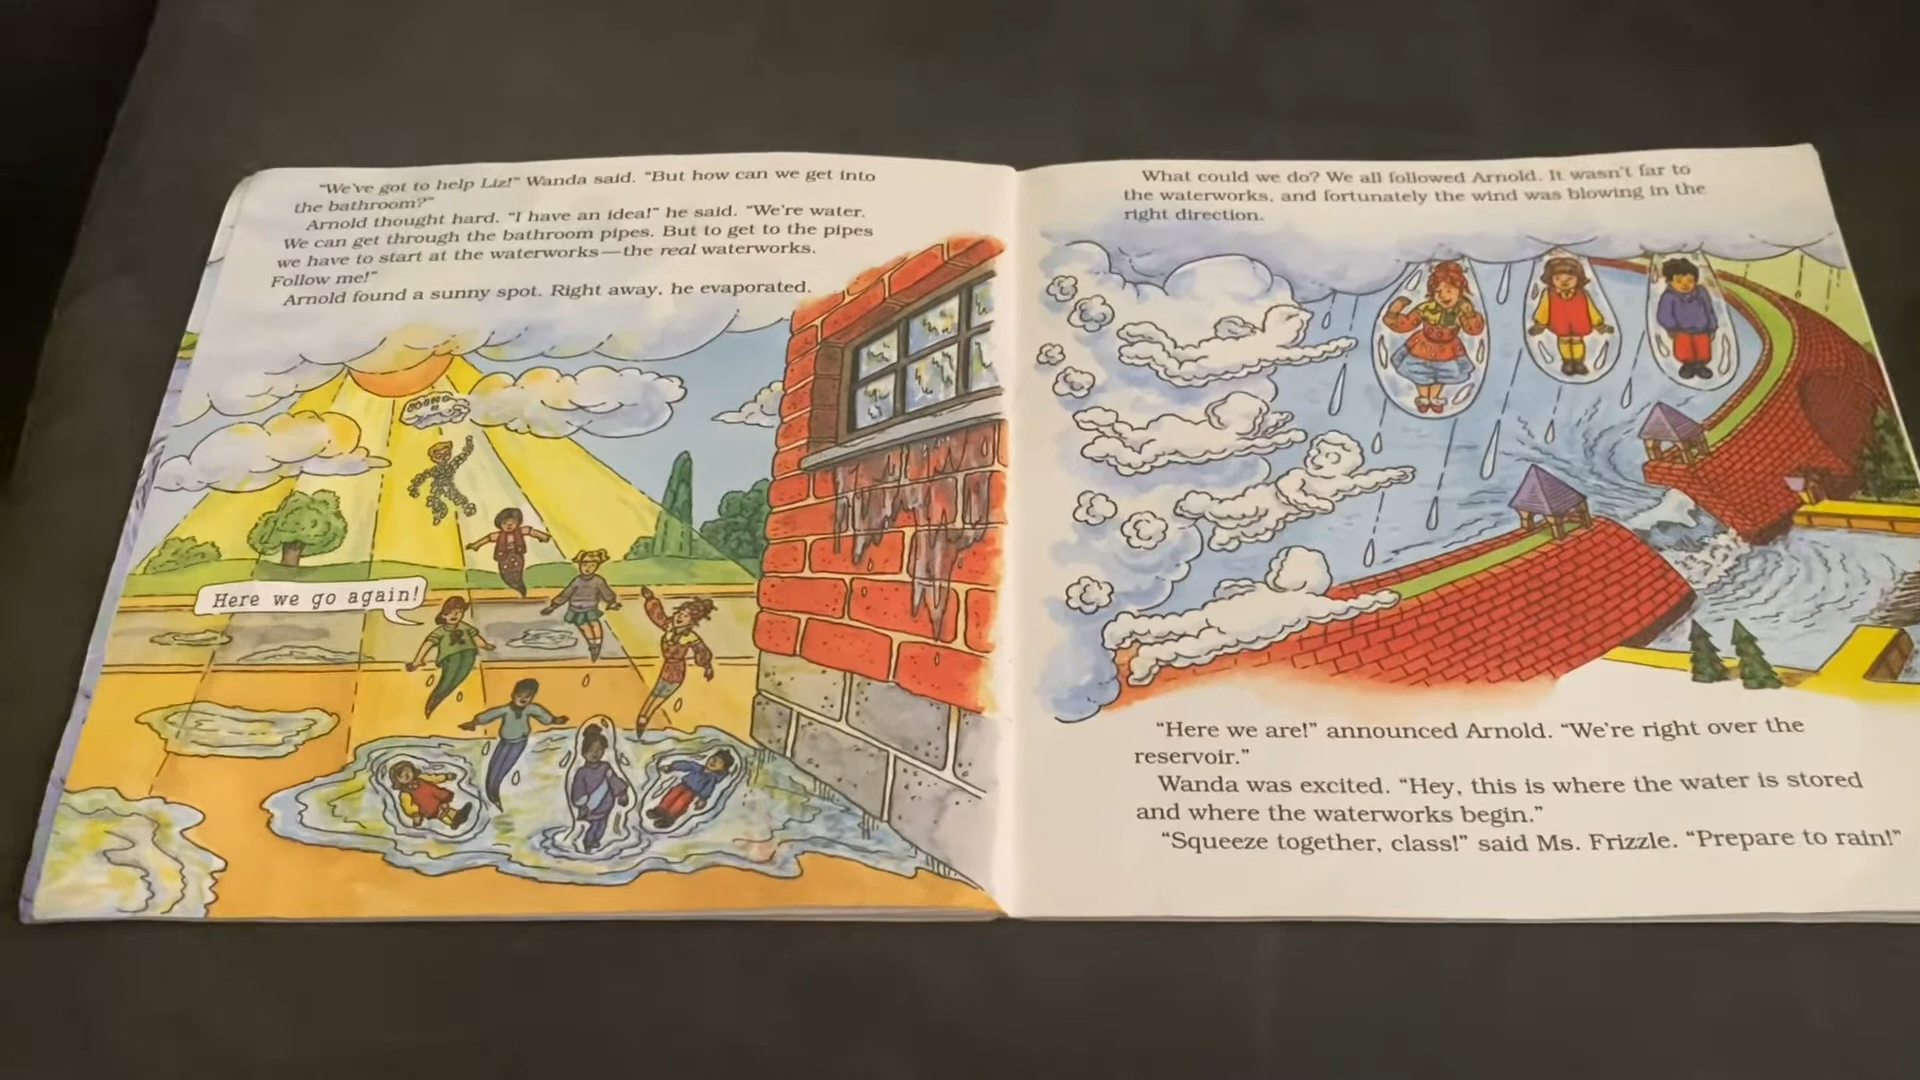 "We've got to help Liz!" Wanda said. "But how can we get into
the bathroom?"
Arnold thought hard. "I have an idea!" he said. "We're water.
We can get through the bathroom pipes. But to get to the pipes
we have to start at the waterworks—the real waterworks.
Follow me!"
Arnold found a sunny spot. Right away, he evaporated.
Here we go again!
What could we do? We all followed Arnold. It wasn't far to
the waterworks, and fortunately the wind was blowing in the
right direction.
"Here we are!" announced Arnold. "We're right over the
reservoir."
Wanda was excited. "Hey, this is where the water is stored
and where the waterworks begin."
"Squeeze together, class!" said Ms. Frizzle. "Prepare to rain!"